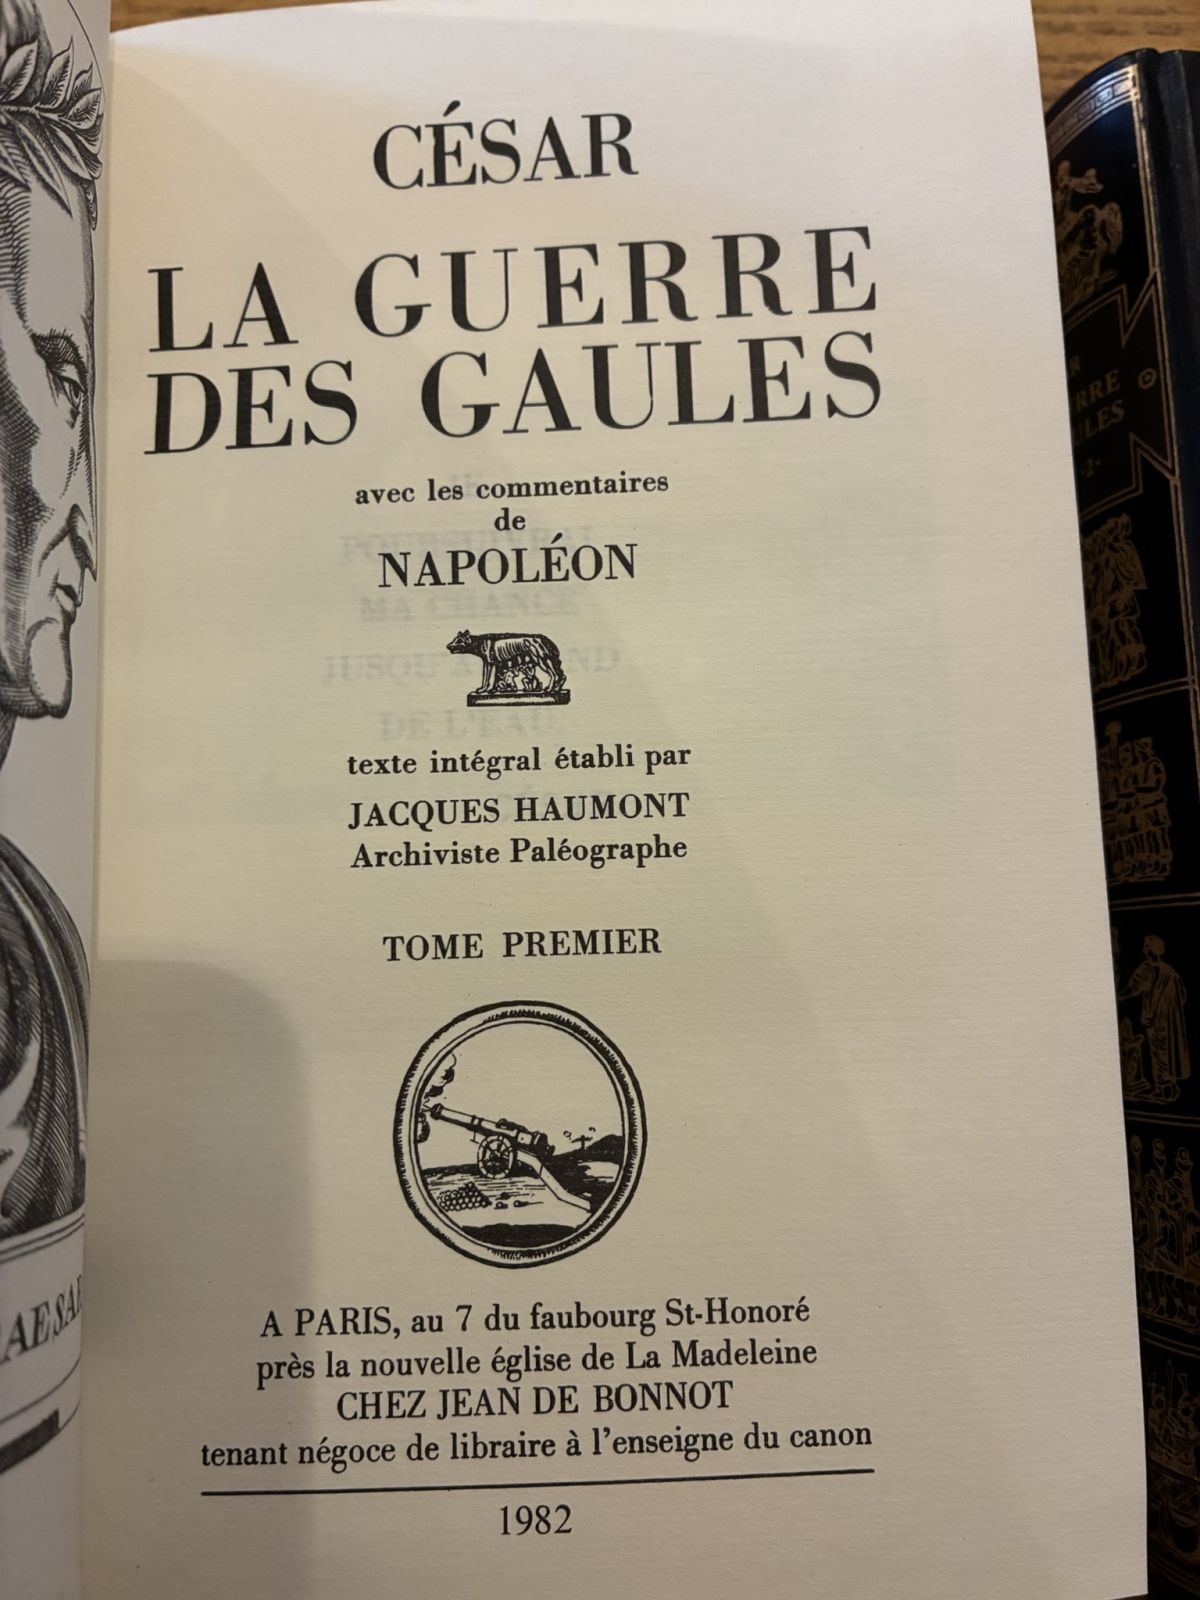 CÉSAR
LA GUERRE
DES GAULES
avec les commentaires
de
NAPOLÉON
texte intégral établi par
JACQUES HAUMONT
Archiviste Paléographe
TOME PREMIER
A PARIS, au 7 du faubourg St-Honoré
près la nouvelle église de La Madeleine
CHEZ JEAN DE BONNOT
tenant négoce de libraire à l'enseigne du canon
1982